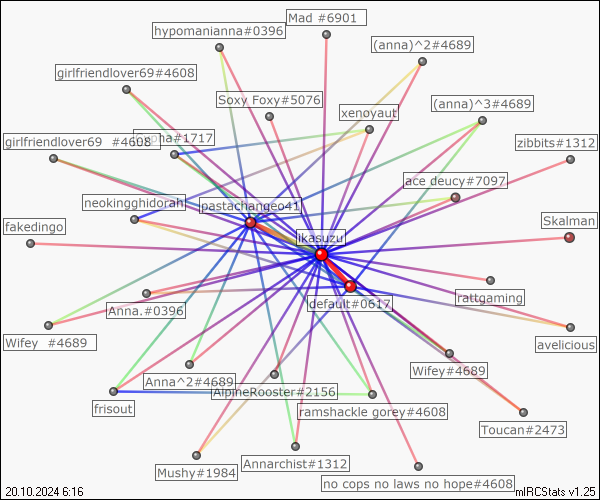 Mad #6901
hypomanianna#0396
(anna)^2#4689
girlfriendlover69#4608
Soxy Foxy#5076
xenoyaut
(anna)^3#4689
girlfriendlover69 #4608
#1717
zibbits#1312
ace deucy#7097
neokingghidorah
pastachangeo41
Skalman
fakedingo
ikasuzu
rattgaming
default#0617
Anna.#0396
Wifey #4689
avelicious
Wifey#4689
Anna^2#4689
AlpineRooster#2156
frisout
ramshackle gorey#4608
Toucan#2473
Annarchist#1312
Mushy#1984
no cops no laws no hope#4608
20.10.2024 6:16
mIRCStats v1.25